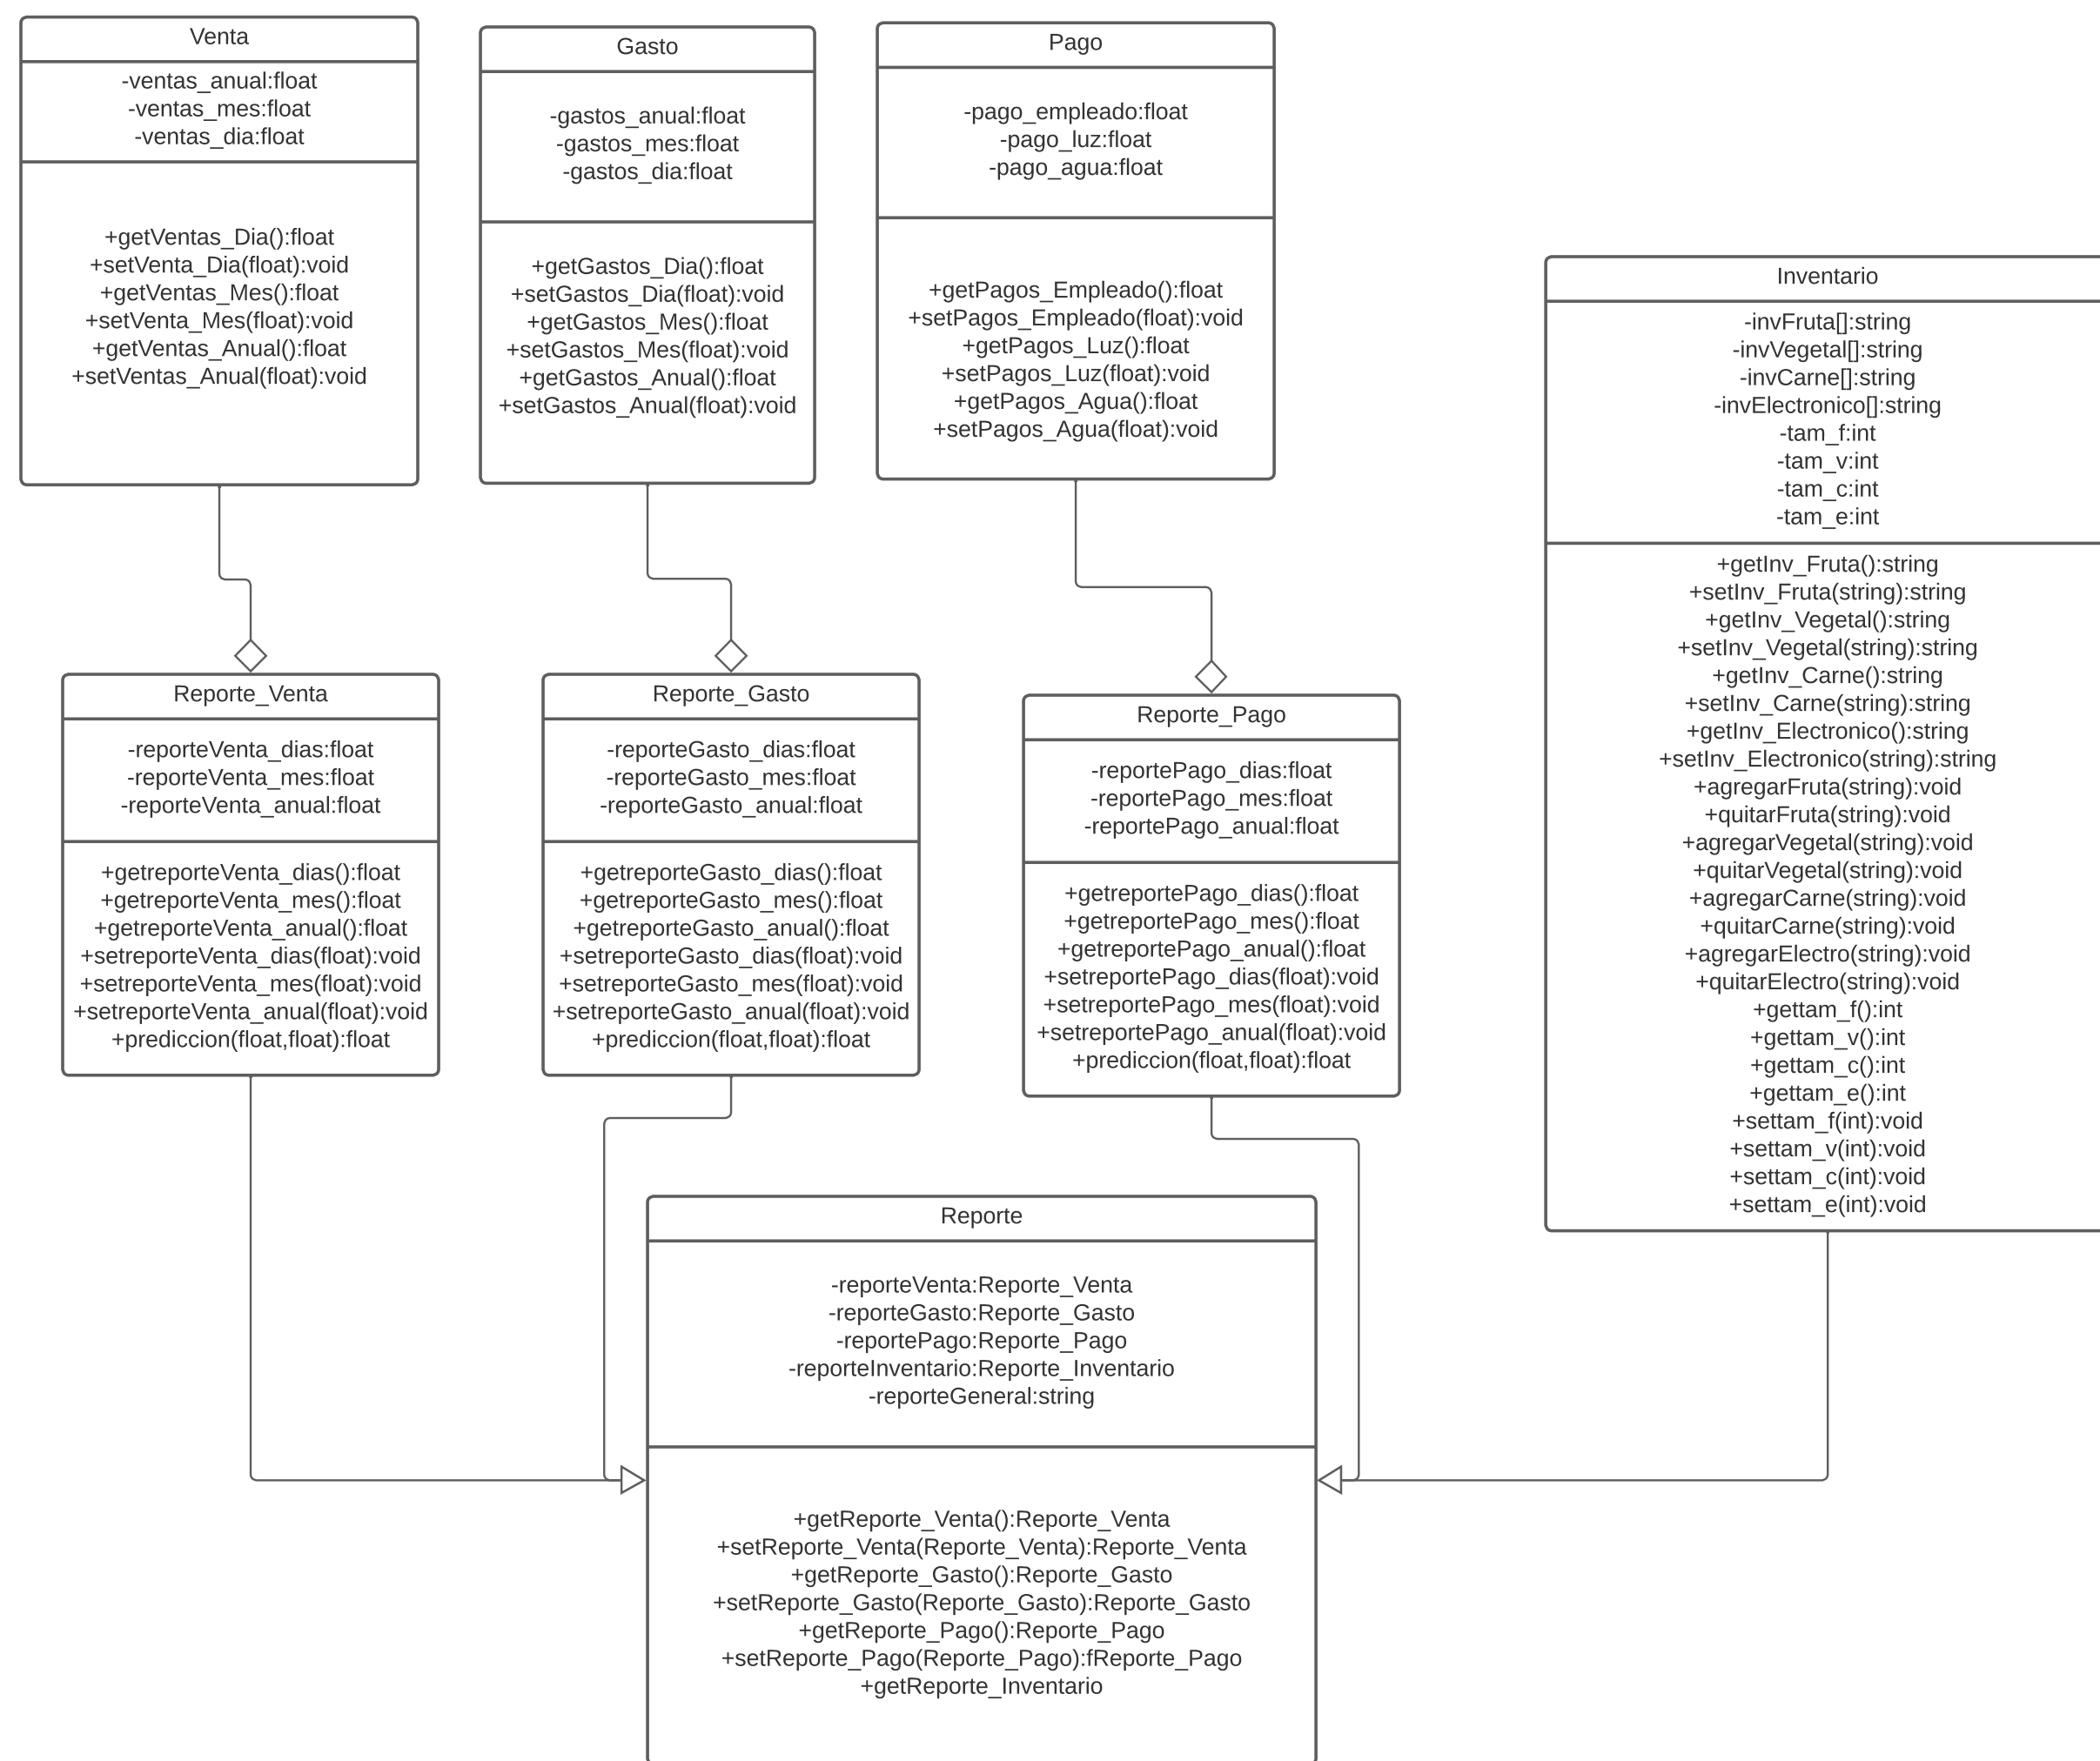 Venta
-ventas_anual:float
-ventas_mes:float
-ventas_dia:float
+getVentas_Dia():float
+setVenta_Dia(float):void
+getVentas_Mes():float
+setVenta_Mes(float):void
+getVentas_Anual():float
+setVentas_Anual(float):void
Gasto
-gastos_anual:float
-gastos_mes:float
-gastos_dia:float
+getGastos_Dia():float
+setGastos_Dia(float):void
+getGastos_Mes():float
+setGastos_Mes(float):void
+getGastos_Anual():float
+setGastos_Anual(float):void
Pago
-pago_empleado:float
-pago_luz:float
-pago_agua:float
+getPagos_Empleado():float
+setPagos_Empleado(float):void
+getPagos_Luz():float
+setPagos_Luz(float):void
+getPagos_Agua():float
+setPagos_Agua(float):void
Inventario
-invFruta[]:string
-invVegetal[]:string
-invCarne[]:string
-invElectronico[]:string
-tam_f:int
-tam_v:int
-tam_c:int
-tam_e:int
+getInv_Fruta():string
+setInv_Fruta(string):string
+getInv_Vegetal():string
+setInv_Vegetal(string):string
+getInv_Carne():string
+setInv_Carne(string):string
+getInv_Electronico():string
+setInv_Electronico(string):string
+agregarFruta(string):void
+quitarFruta(string):void
+agregarVegetal(string):void
+quitarVegetal(string):void
+agregarCarne(string):void
+quitarCarne(string):void
+agregarElectro(string):void
+quitarElectro(string):void
+gettam_f():int
+gettam_v():int
+gettam_c():int
+gettam_e():int
+settam_f(int):void
+settam_v(int):void
+settam_c(int):void
+settam_e(int):void
Reporte_Venta
-reporteVenta_dias:float
-reporteVenta_mes:float
-reporteVenta_anual:float
+getreporteVenta_dias():float
+getreporteVenta_mes():float
+getreporteVenta_anual():float
+setreporteVenta_dias(float):void
+setreporteVenta_mes(float):void
+setreporteVenta_anual(float):void
+prediccion(float,float):float
Reporte_Gasto
-reporteGasto_dias:float
-reporteGasto_mes:float
-reporteGasto_anual:float
+getreporteGasto_dias():float
+getreporteGasto_mes():float
+getreporteGasto_anual():float
+setreporteGasto_dias(float):void
+setreporteGasto_mes(float):void
+setreporteGasto_anual(float):void
+prediccion(float,float):float
Reporte_Pago
-reportePago_dias:float
-reportePago_mes:float
-reportePago_anual:float
+getreportePago_dias():float
+getreportePago_mes():float
+getreportePago_anual():float
+setreportePago_dias(float):void
+setreportePago_mes(float):void
+setreportePago_anual(float):void
+prediccion(float,float):float
Reporte
-reporteVenta:Reporte_Venta
-reporteGasto:Reporte_Gasto
-reportePago:Reporte_Pago
-reporteInventario:Reporte_Inventario
-reporteGeneral:string
+getReporte_Venta():Reporte_Venta
+setReporte_Venta(Reporte_Venta):Reporte_Venta
+getReporte_Gasto():Reporte_Gasto
+setReporte_Gasto(Reporte_Gasto):Reporte_Gasto
+getReporte_Pago():Reporte_Pago
+setReporte_Pago(Reporte_Pago):fReporte_Pago
+getReporte_Inventario